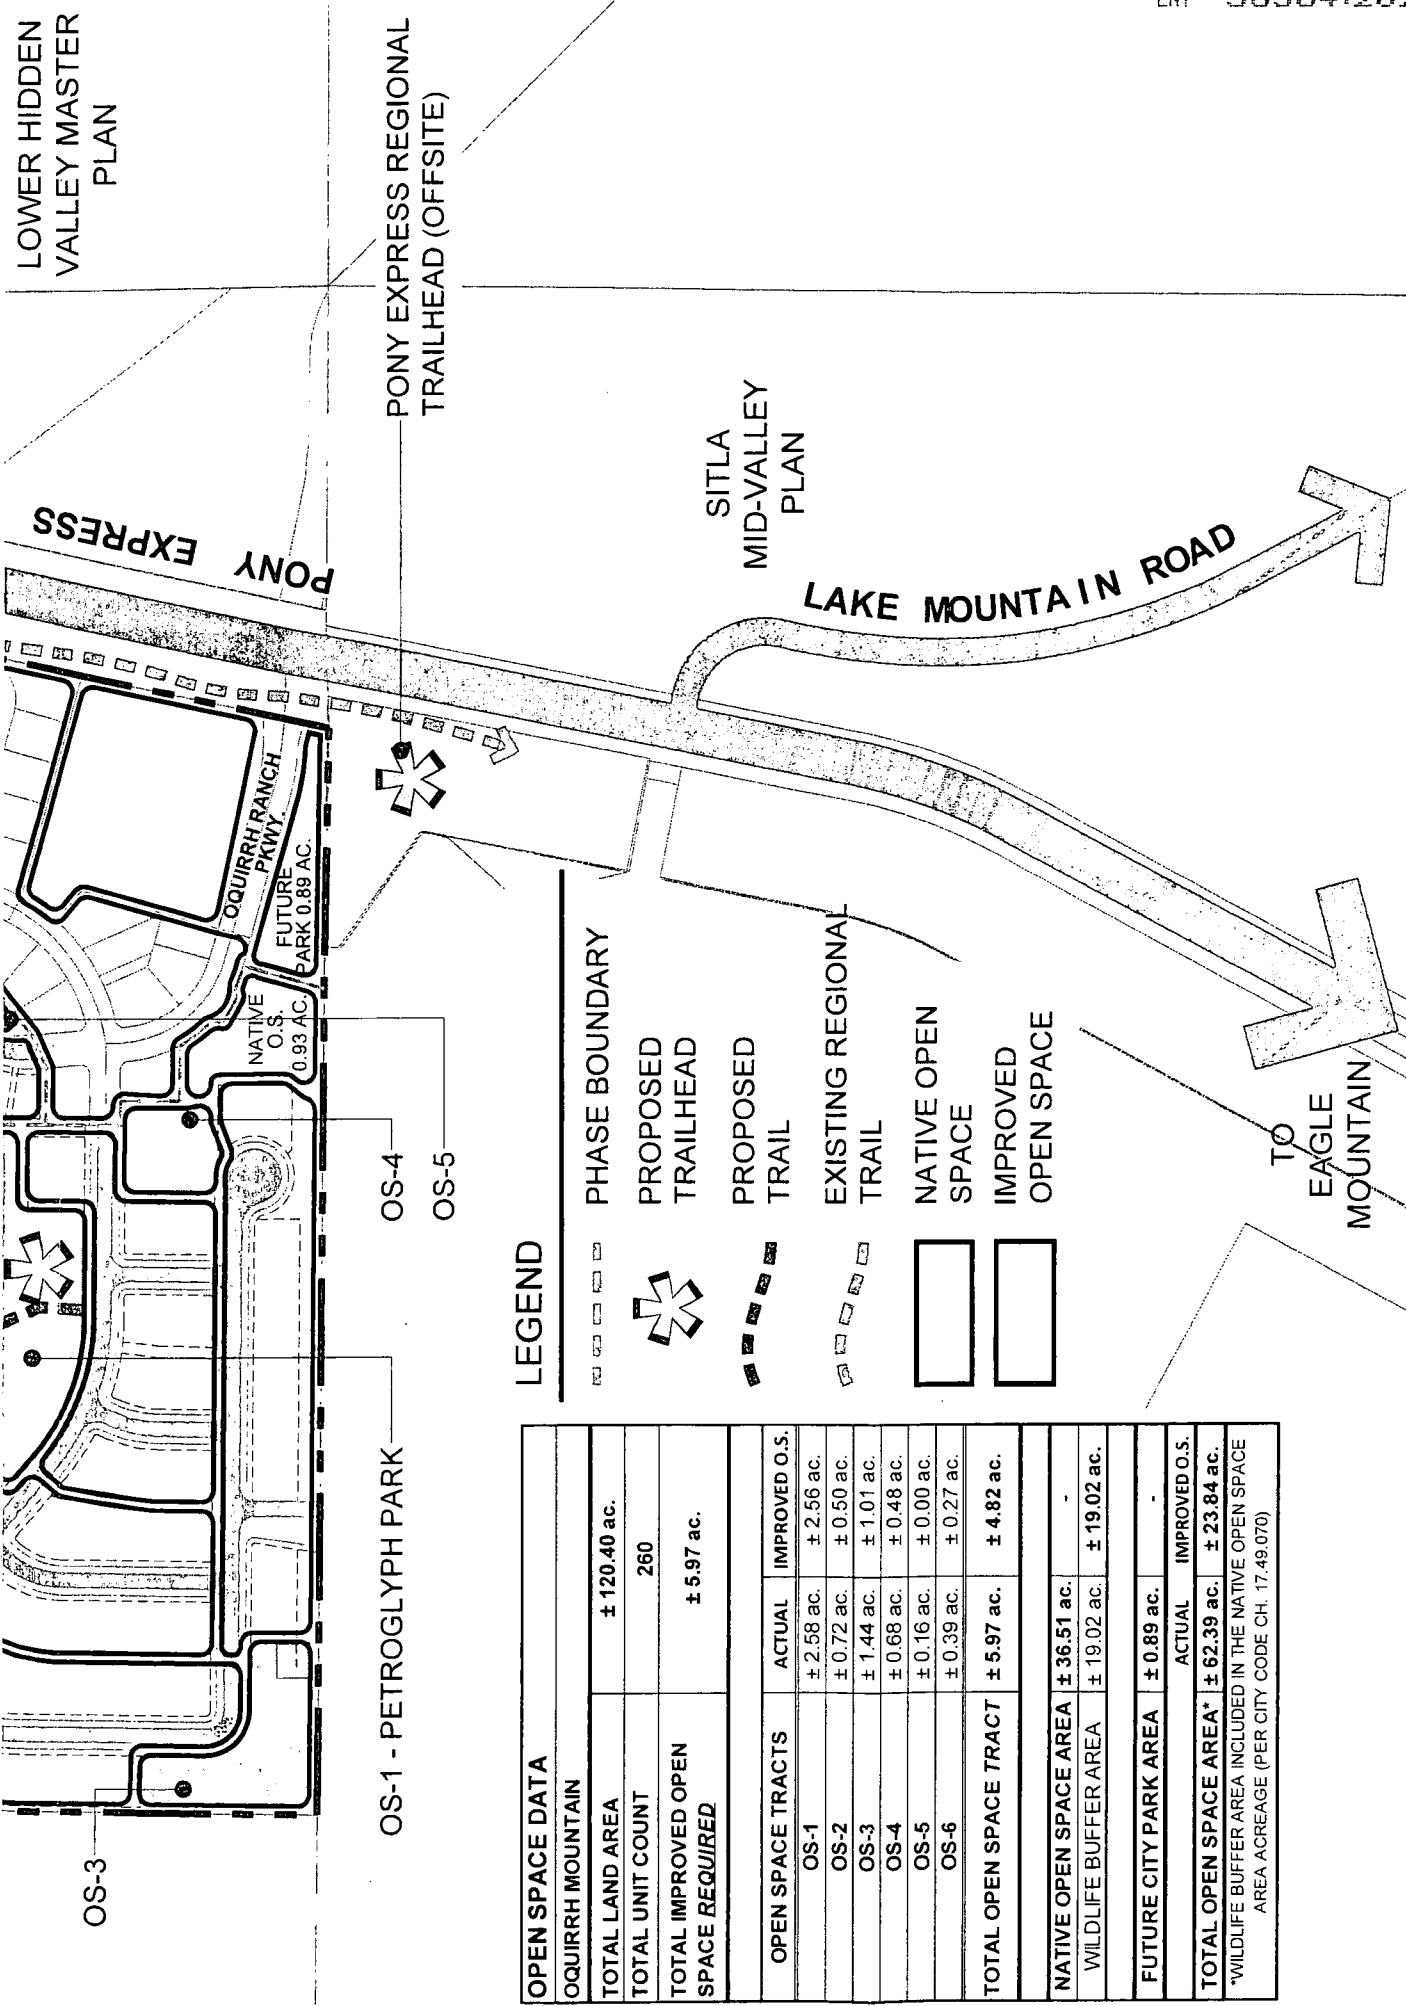 LOWER HIDDEN
VALLEY MASTER
PLAN
PONY EXPRESS REGIONAL
TRAILHEAD (OFFSITE)
PONY EXPRESS
SITLA
MID-VALLEY
PLAN
LAKE MOUNTAIN ROAD
OQUIRRH RANCH
PKWY.
FUTURE
PARK 0.89 AC.
NATIVE
O.S.
0.93 AC.
OS-4
OS-5
OS-1 - PETROGLYPH PARK
OS-3
TO
EAGLE
MOUNTAIN
LEGEND
PHASE BOUNDARY
PROPOSED
TRAILHEAD
PROPOSED
TRAIL
EXISTING REGIONAL
TRAIL
NATIVE OPEN
SPACE
IMPROVED
OPEN SPACE
OPEN SPACE DATA
OQUIRRH MOUNTAIN
TOTAL LAND AREA ± 120.40 ac.
TOTAL UNIT COUNT 260
TOTAL IMPROVED OPEN
SPACE REQUIRED ± 5.97 ac.
OPEN SPACE TRACTS ACTUAL IMPROVED O.S.
OS-1 ± 2.58 ac. ± 2.56 ac.
OS-2 ± 0.72 ac. ± 0.50 ac.
OS-3 ± 1.44 ac. ± 1.01 ac.
OS-4 ± 0.68 ac. ± 0.48 ac.
OS-5 ± 0.16 ac. ± 0.00 ac.
OS-6 ± 0.39 ac. ± 0.27 ac.
TOTAL OPEN SPACE TRACT ± 5.97 ac. ± 4.82 ac.
NATIVE OPEN SPACE AREA ± 36.51 ac. -
WILDLIFE BUFFER AREA ± 19.02 ac. ± 19.02 ac.
FUTURE CITY PARK AREA ± 0.89 ac. -
ACTUAL IMPROVED O.S.
TOTAL OPEN SPACE AREA* ± 62.39 ac. ± 23.84 ac.
*WILDLIFE BUFFER AREA INCLUDED IN THE NATIVE OPEN SPACE
AREA ACREAGE (PER CITY CODE CH. 17.49.070)